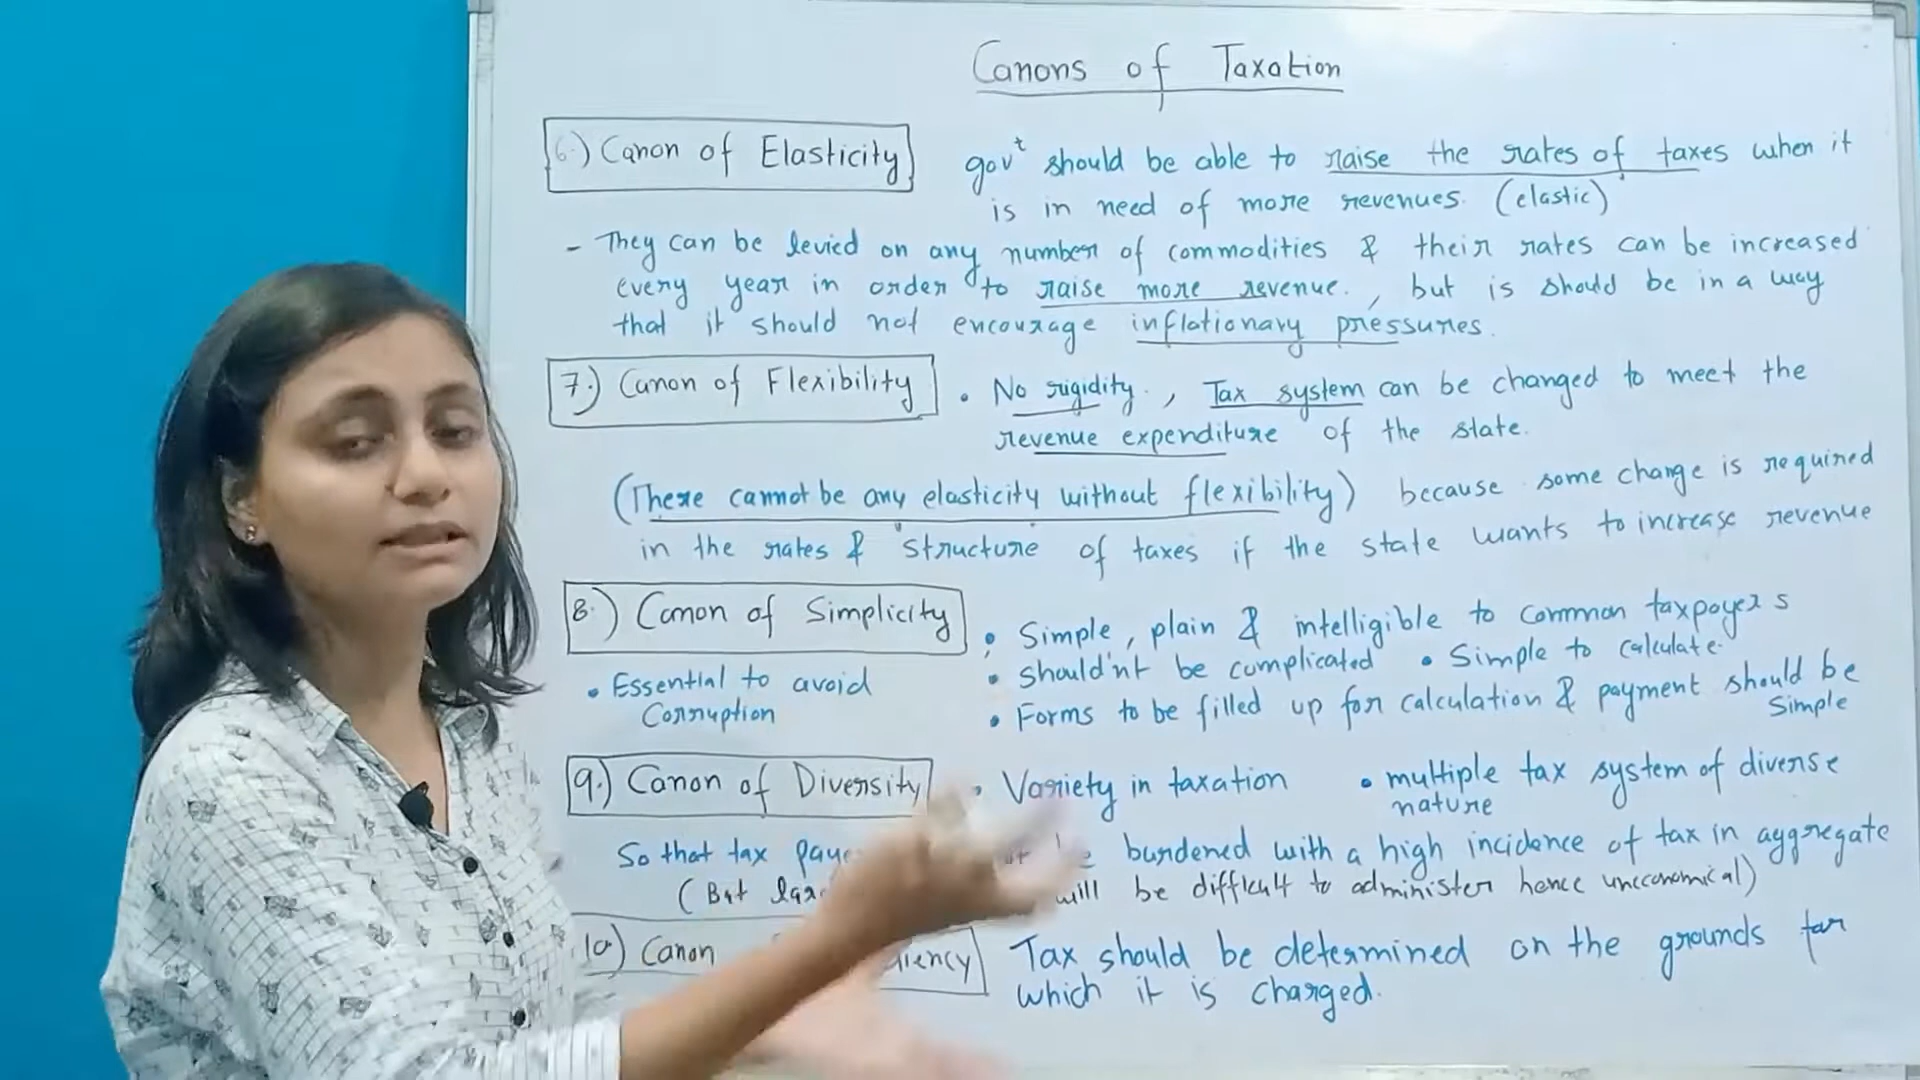 Canons of Taxation
6.) Canon of Elasticity
govt should be able to raise the rates of taxes when it
is in need of more revenues. (elastic)
- They can be levied on any number of commodities & their rates can be increased
every year in order to raise more revenue. , but is should be in a way
that it should not encourage inflationary pressures.
7.) Canon of Flexibility
• No rigidity. , Tax system can be changed to meet the
revenue expenditure of the state.
(There cannot be any elasticity without flexibility) because some change is required
in the rates & structure of taxes if the state wants to increase revenue
8.) Canon of Simplicity
• Simple, plain & intelligible to common taxpayers
• Essential to avoid
Corruption
• should'nt be complicated • Simple to calculate.
• Forms to be filled up for calculation & payment should be
Simple
9.) Canon of Diversity
• Variety in taxation • multiple tax system of diverse
nature
So that tax burdened with a high incidence of tax in aggregate
(But will be difficult to administer hence uneconomical)
10) Canon
Tax should be determined on the grounds for
which it is charged.